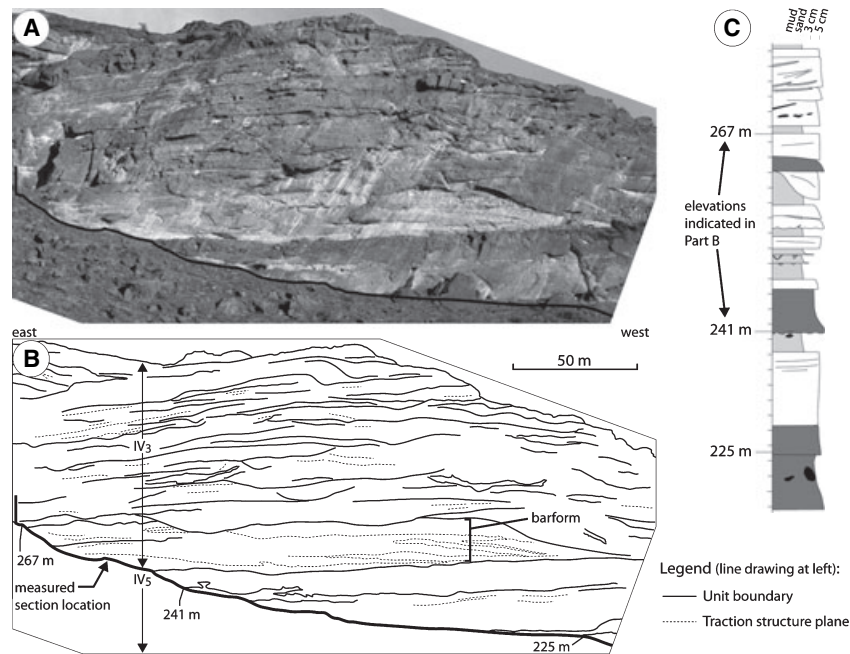 A
C
mud
sand
3 cm
5 cm
267 m
elevations
indicated in
Part B
241 m
225 m
east
west
B
50 m
IV3
barform
267 m
measured
section location
IV5
241 m
225 m
Legend (line drawing at left):
Unit boundary
Traction structure plane